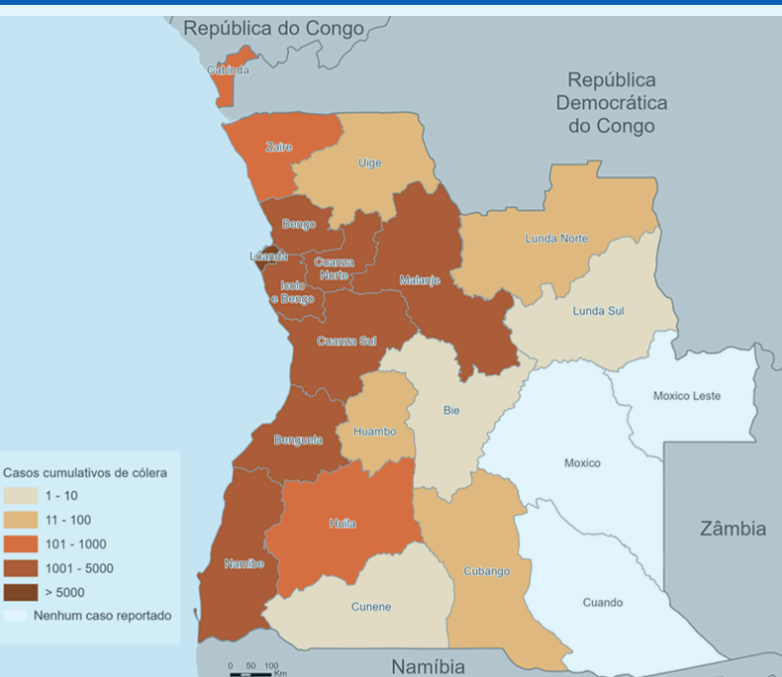 República do Congo
Cabinda
República
Democrática
do Congo
Zaire
Uige
Bengo
Lunda Norte
Luanda
Cuanza
Norte
Malanje
Icolo
e Bengo
Lunda Sul
Cuanza Sul
Moxico Leste
Bie
Huambo
Benguela
Moxico
Casos cumulativos de cólera
1 - 10
11 - 100
101 - 1000
1001 - 5000
> 5000
Nenhum caso reportado
Huila
Zâmbia
Namibe
Cubango
Cuando
Cunene
0 50 100
Km
Namíbia